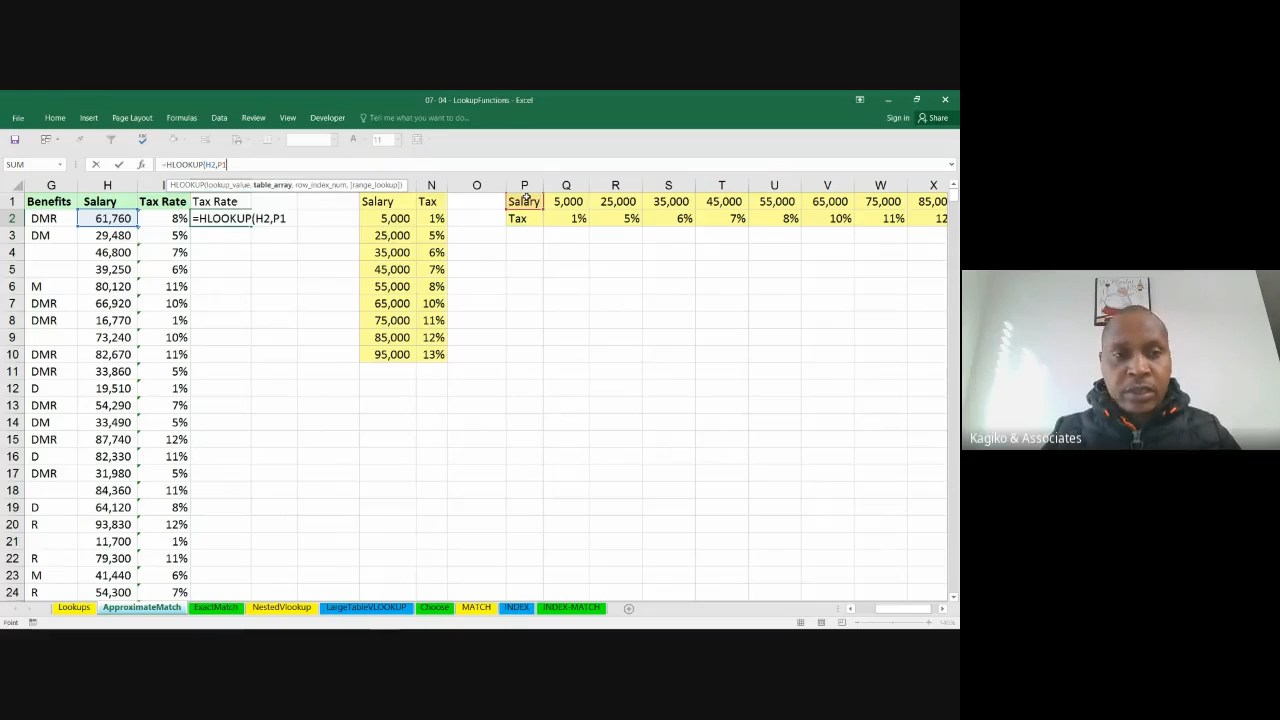 07- 04 - LookupFunctions - Excel
File Home Insert Page Layout Formulas Data Review View Developer Tell me what you want to do... Sign in Share
11
SUM =HLOOKUP(H2,P1
HLOOKUP(lookup_value, table_array, row_index_num, [range_lookup])
G H I N O P Q R S T U V W X
1 Benefits Salary Tax Rate Tax Rate Salary Tax Salary 5,000 25,000 35,000 45,000 55,000 65,000 75,000 85,00
2 DMR 61,760 8% =HLOOKUP(H2,P1 5,000 1% Tax 1% 5% 6% 7% 8% 10% 11% 12
3 DM 29,480 5% 25,000 5%
4 46,800 7% 35,000 6%
5 39,250 6% 45,000 7%
6 M 80,120 11% 55,000 8%
7 DMR 66,920 10% 65,000 10%
8 DMR 16,770 1% 75,000 11%
9 73,240 10% 85,000 12%
10 DMR 82,670 11% 95,000 13%
11 DMR 33,860 5%
12 D 19,510 1%
13 DMR 54,290 7%
14 DM 33,490 5%
15 DMR 87,740 12%
16 D 82,330 11%
17 DMR 31,980 5%
18 84,360 11%
19 D 64,120 8%
20 R 93,830 12%
21 11,700 1%
22 R 79,300 11%
23 M 41,440 6%
24 R 54,300 7%
Lookups ApproximateMatch ExactMatch NestedVlookup LargeTableVLOOKUP Choose MATCH INDEX INDEX-MATCH
Point 140%
Kagiko & Associates